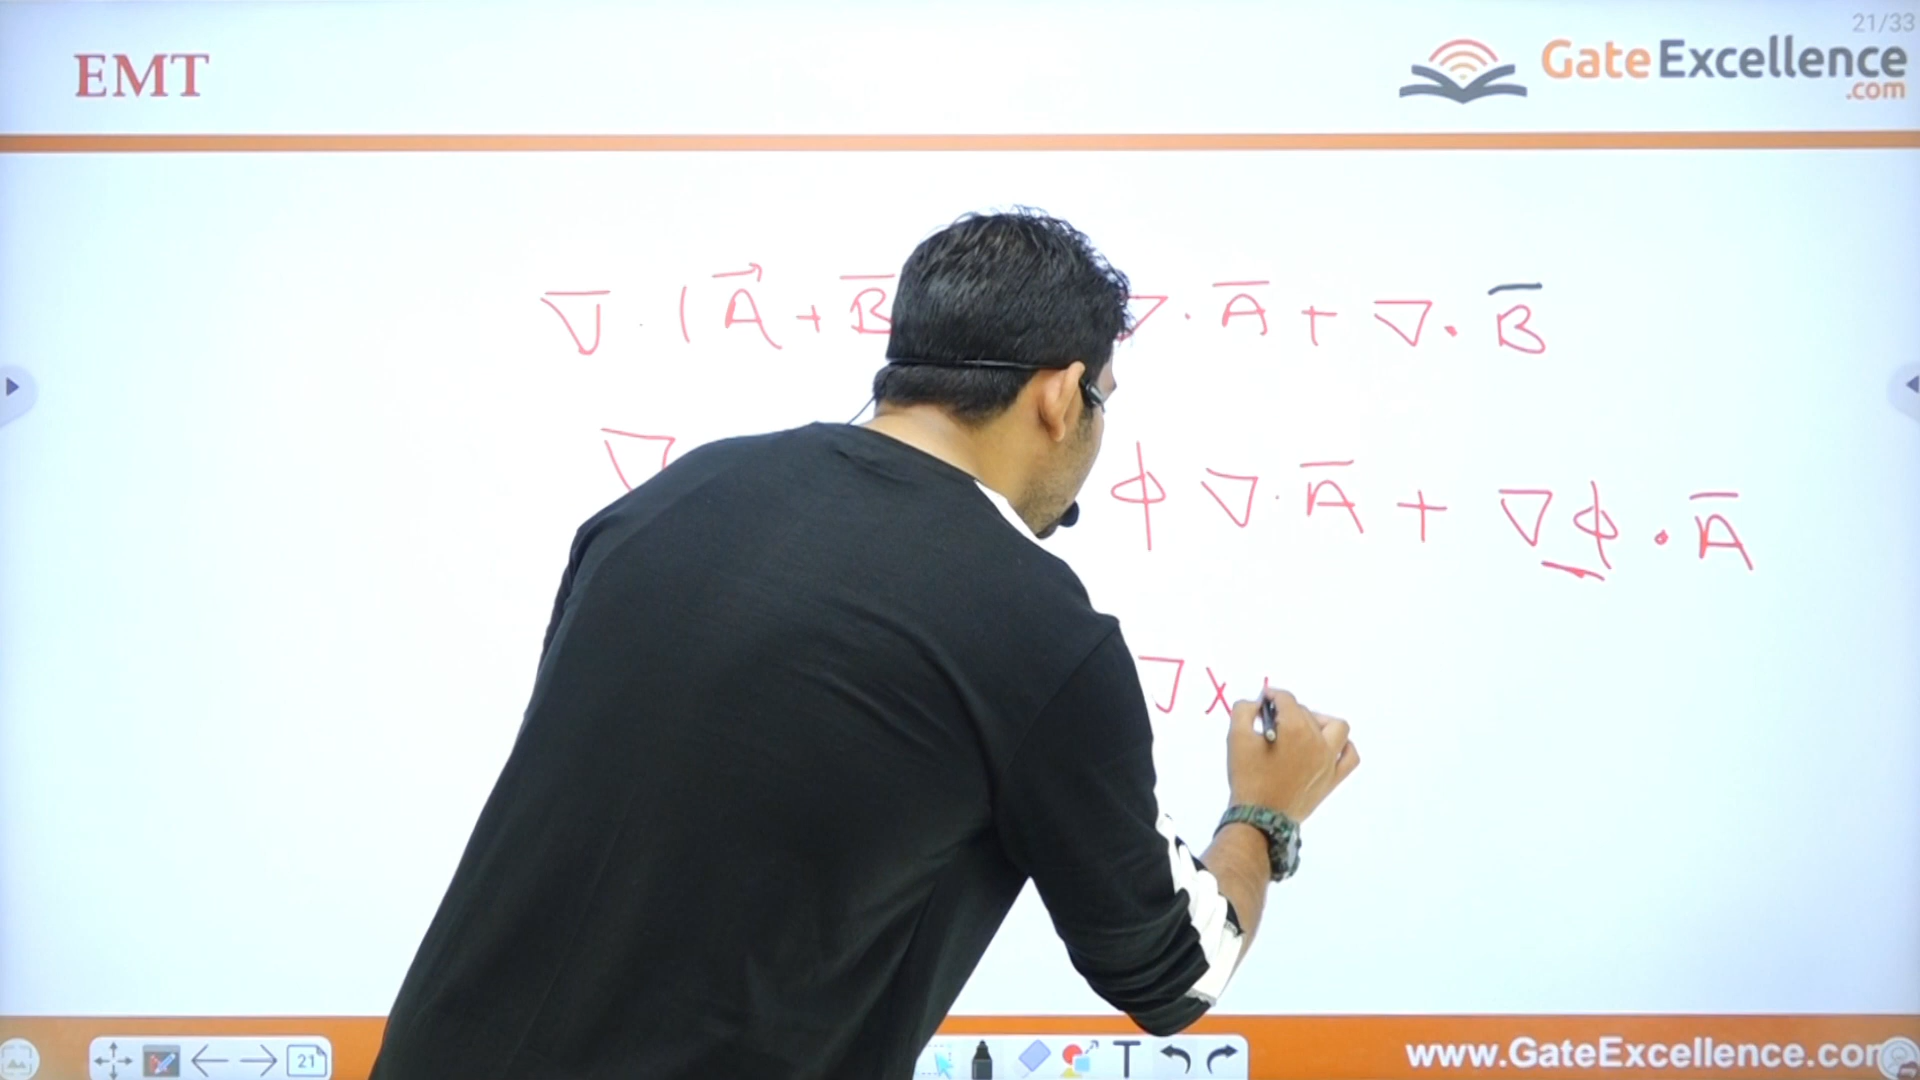 21/33
EMT
GateExcellence
.com
∇ . ( A⃗ + B̅ ∇ . A̅ + ∇ . B̅
∇ ϕ ∇ . A̅ + ∇ϕ . A̅
∇ ×
21
T
www.GateExcellence.com